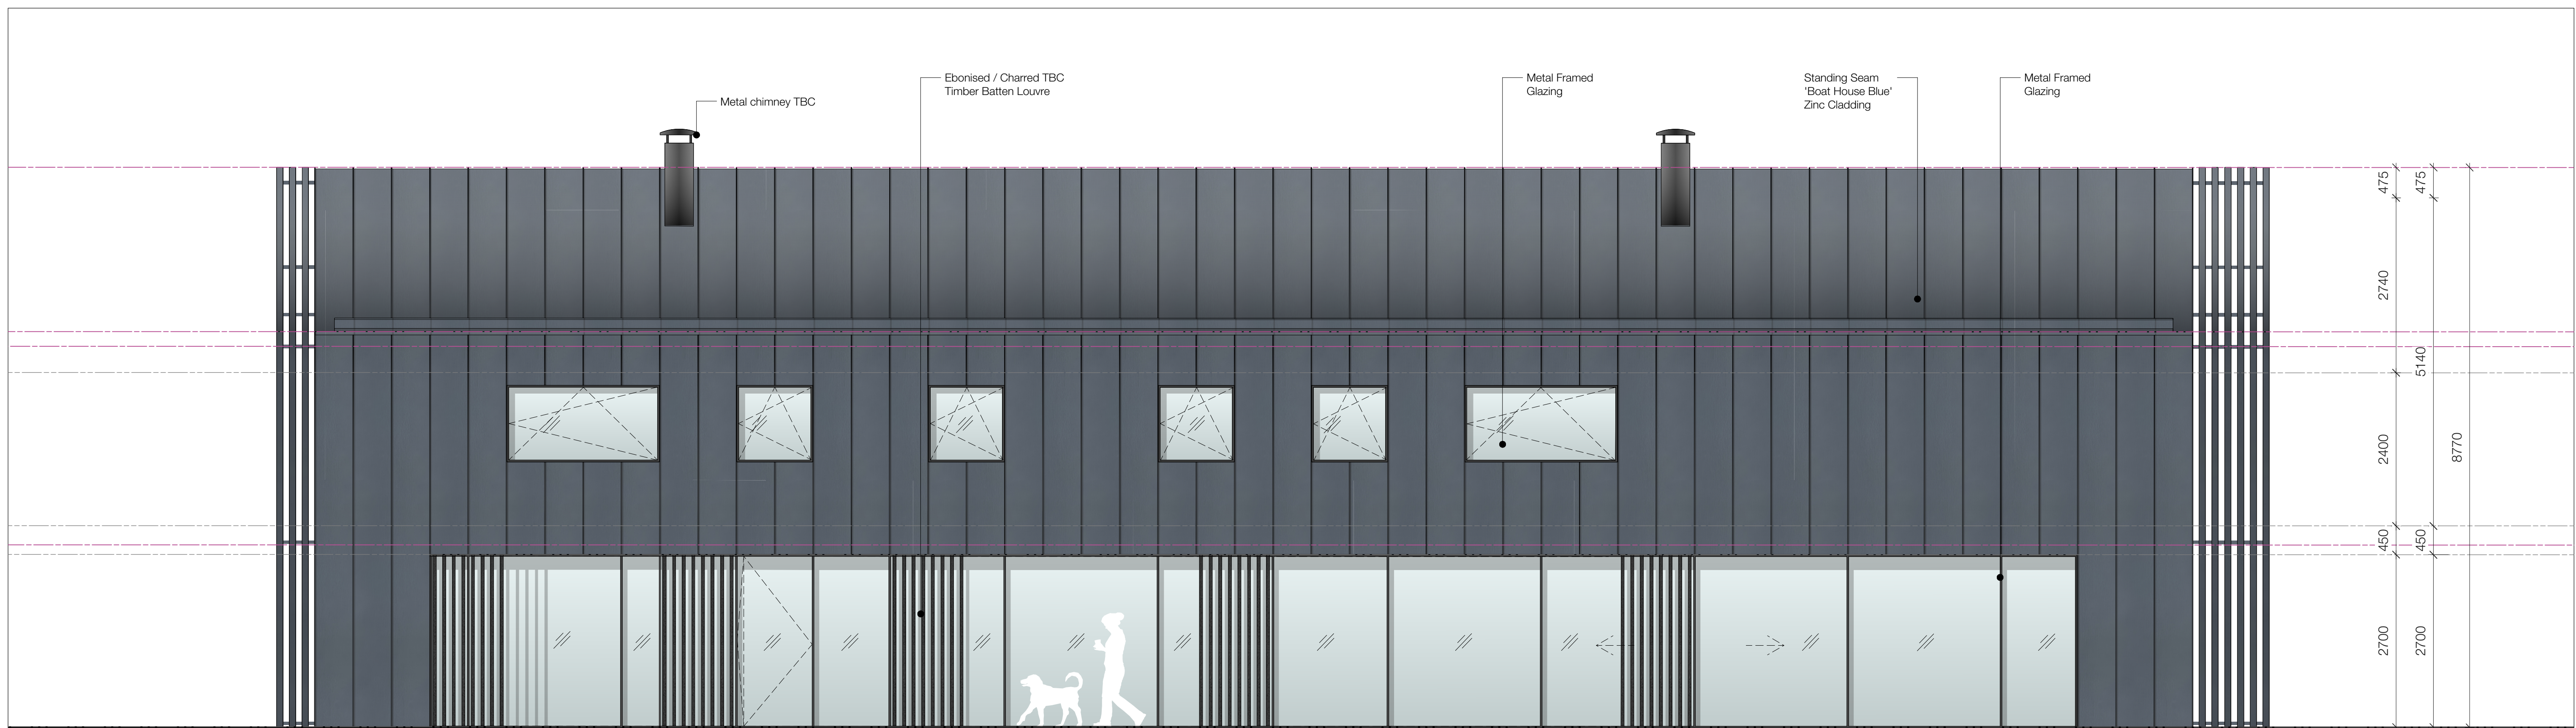 Metal chimney TBC
Ebonised / Charred TBC
Timber Batten Louvre
Metal Framed
Glazing
Standing Seam
'Boat House Blue'
Zinc Cladding
Metal Framed
Glazing
475
2740
2400
450
2700
475
5140
450
2700
8770